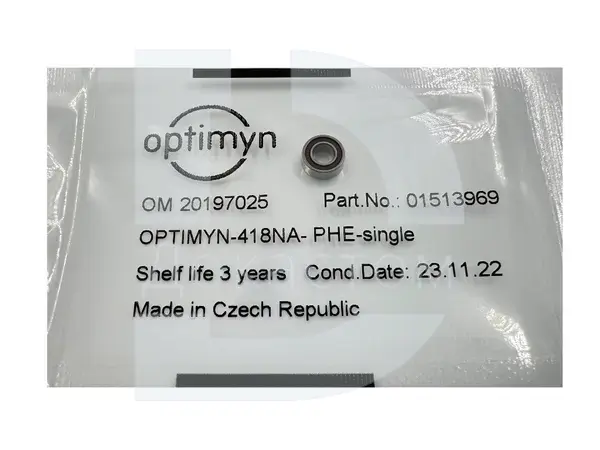 optimyn
OM 20197025 Part.No.: 01513969
OPTIMYN-418NA- PHE-single
Shelf life 3 years Cond.Date: 23.11.22
Made in Czech Republic